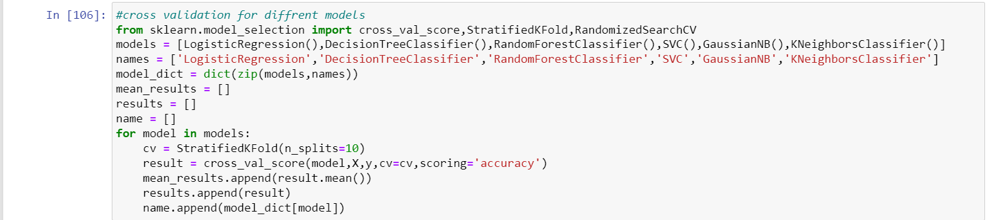 In [106]: #cross validation for diffrent models
from sklearn.model_selection import cross_val_score,StratifiedKFold,RandomizedSearchCV
models = [LogisticRegression(),DecisionTreeClassifier(),RandomForestClassifier(),SVC(),GaussianNB(),KNeighborsClassifier()]
names = ['LogisticRegression','DecisionTreeClassifier','RandomForestClassifier','SVC','GaussianNB','KNeighborsClassifier']
model_dict = dict(zip(models,names))
mean_results = []
results = []
name = []
for model in models:
    cv = StratifiedKFold(n_splits=10)
    result = cross_val_score(model,X,y,cv=cv,scoring='accuracy')
    mean_results.append(result.mean())
    results.append(result)
    name.append(model_dict[model])